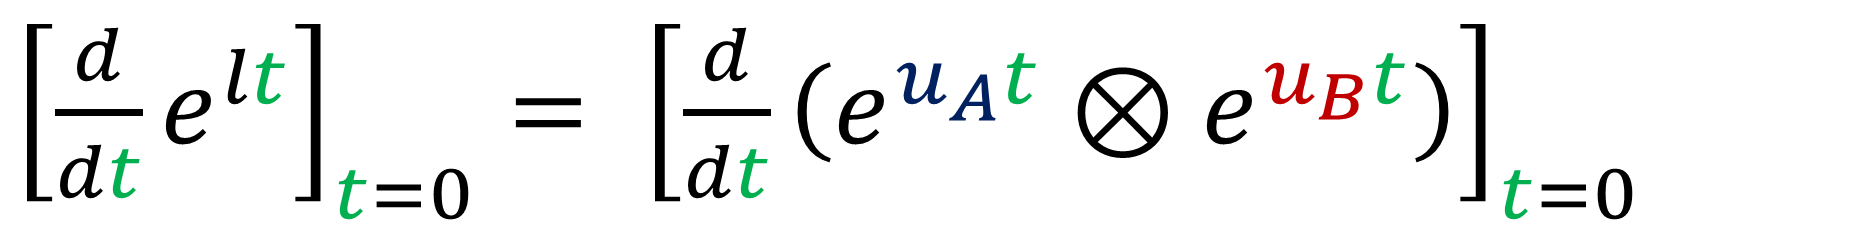 [d/dt e^{lt}]_{t=0} = [d/dt (e^{u_A t} ⊗ e^{u_B t})]_{t=0}